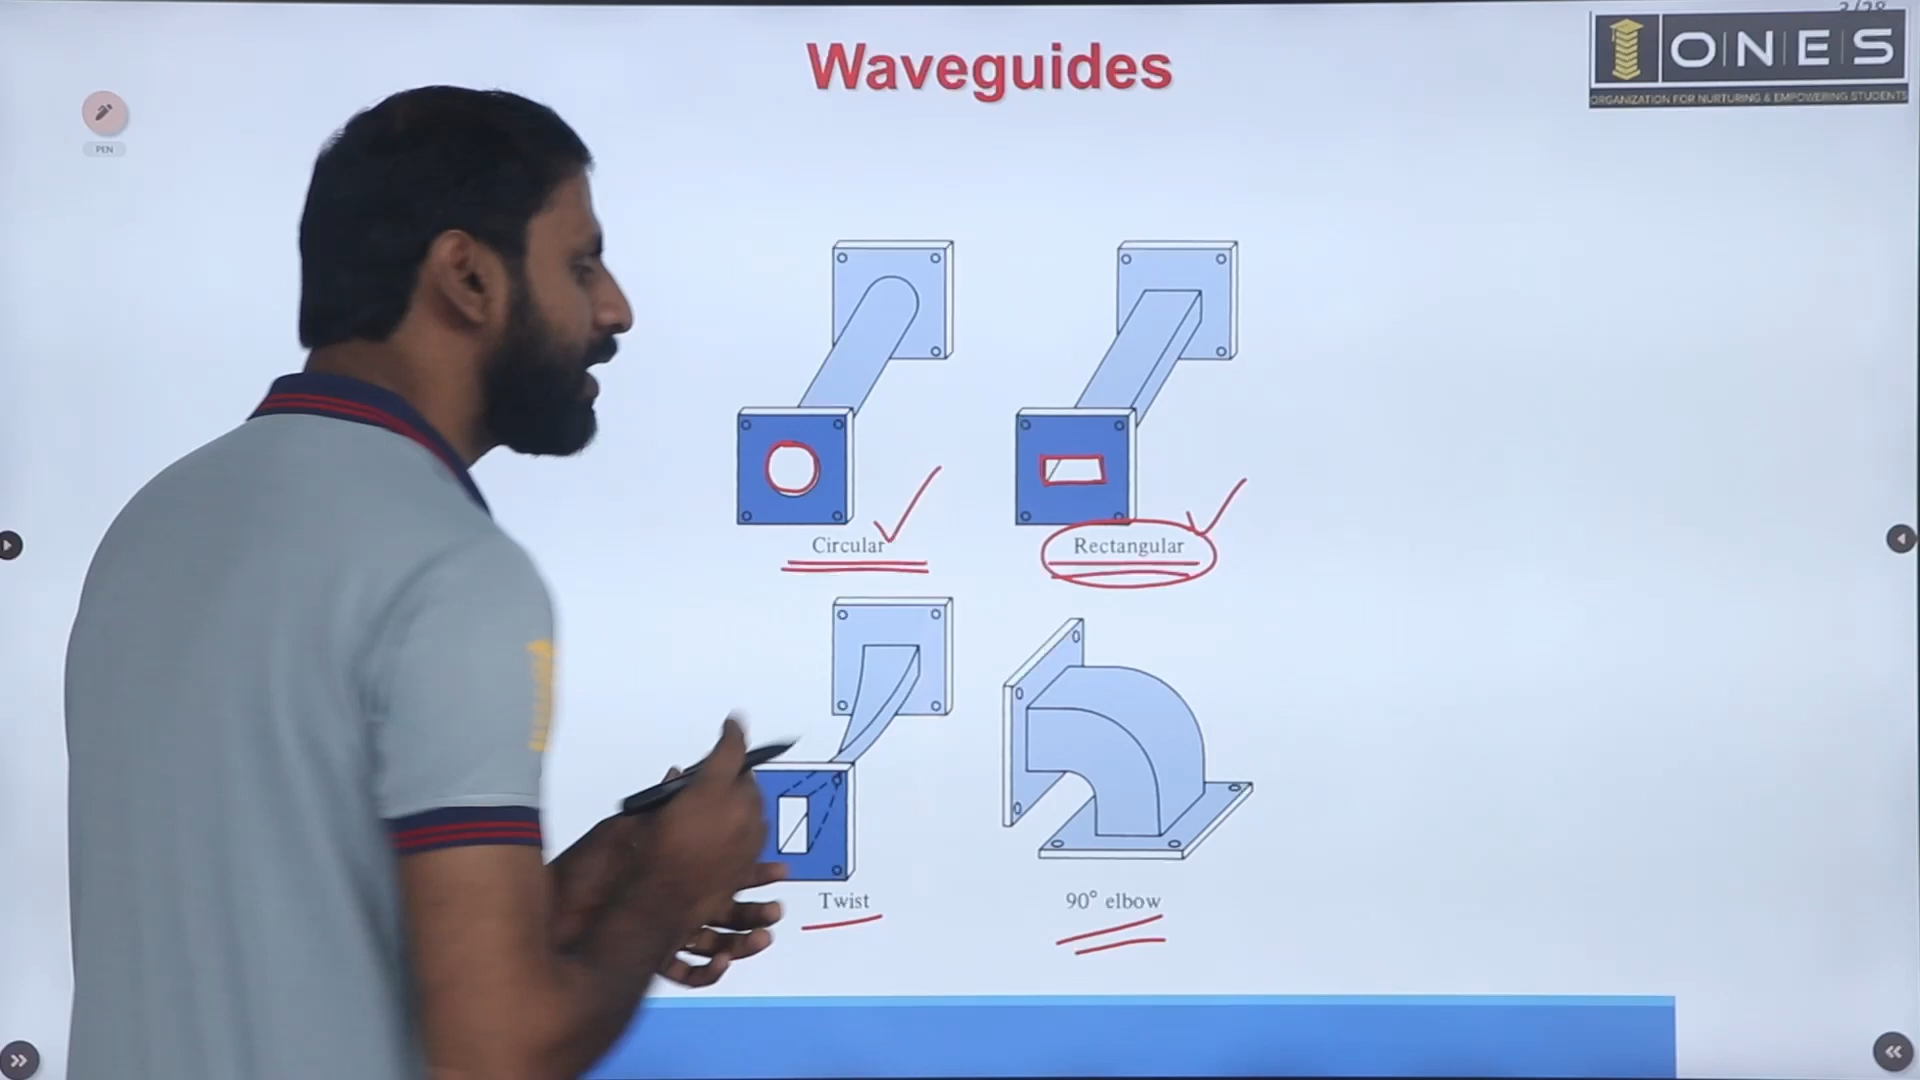 Waveguides
ONES
ORGANIZATION FOR NURTURING & EMPOWERING STUDENTS
PEN
Circular
Rectangular
Twist
90° elbow